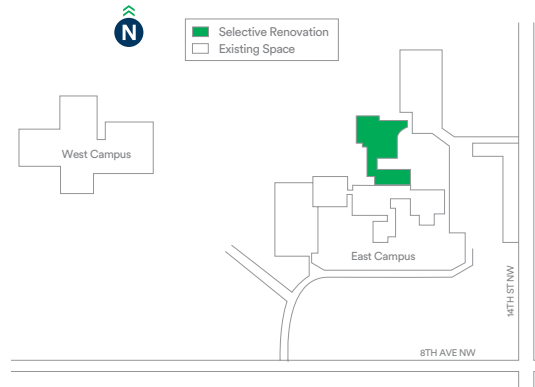 N
Selective Renovation
Existing Space
West Campus
East Campus
14TH ST NW
8TH AVE NW